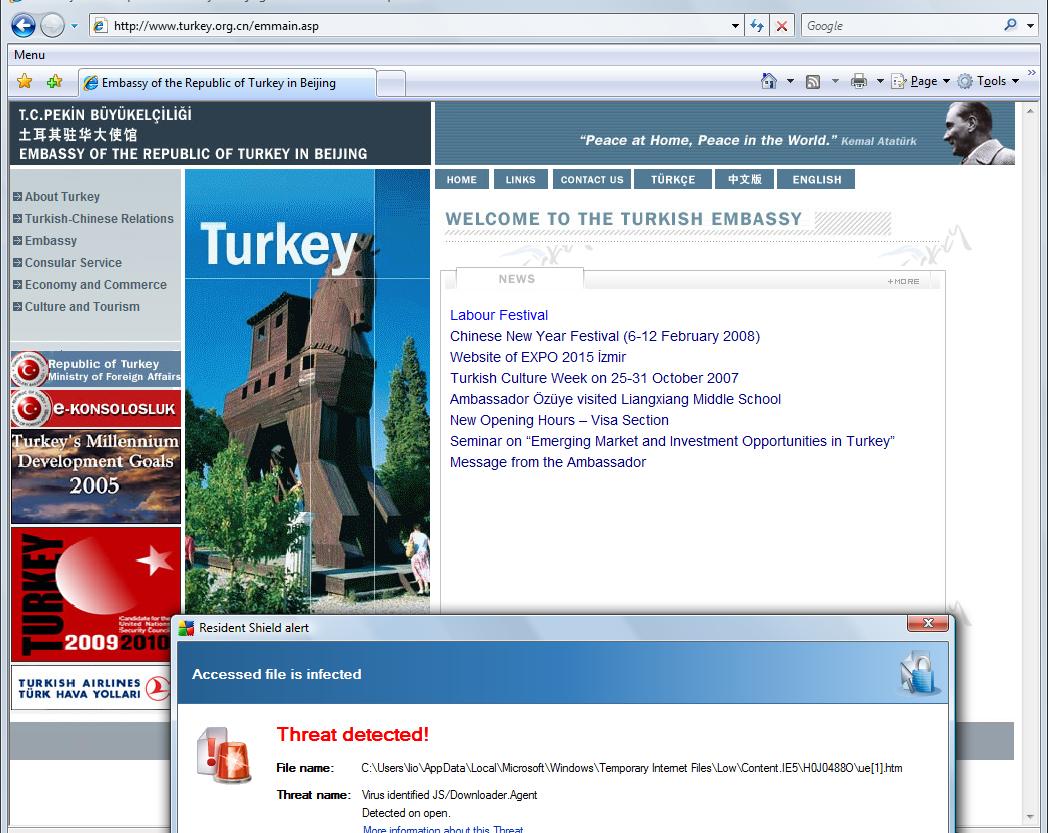 http://www.turkey.org.cn/emmain.asp
Google
Menu
Embassy of the Republic of Turkey in Beijing
Page
Tools
T.C.PEKİN BÜYÜKELÇİLİĞİ
土耳其驻华大使馆
EMBASSY OF THE REPUBLIC OF TURKEY IN BEIJING
“Peace at Home, Peace in the World.” Kemal Atatürk
HOME
LINKS
CONTACT US
TÜRKÇE
中文版
ENGLISH
About Turkey
Turkish-Chinese Relations
Embassy
Consular Service
Economy and Commerce
Culture and Tourism
Republic of Turkey
Ministry of Foreign Affairs
e-KONSOLOSLUK
Turkey's Millennium
Development Goals
2005
TURKEY
Candidate for the
United Nations
Security Council
2009 2010
TURKISH AIRLINES
TÜRK HAVA YOLLARI
Turkey
WELCOME TO THE TURKISH EMBASSY
NEWS
+MORE
Labour Festival
Chinese New Year Festival (6-12 February 2008)
Website of EXPO 2015 İzmir
Turkish Culture Week on 25-31 October 2007
Ambassador Özüye visited Liangxiang Middle School
New Opening Hours – Visa Section
Seminar on “Emerging Market and Investment Opportunities in Turkey”
Message from the Ambassador
Resident Shield alert
Accessed file is infected
Threat detected!
File name: C:\Users\lio\AppData\Local\Microsoft\Windows\Temporary Internet Files\Low\Content.IE5\H0J0488O\ue[1].htm
Threat name: Virus identified JS/Downloader.Agent
Detected on open.
More information about this Threat